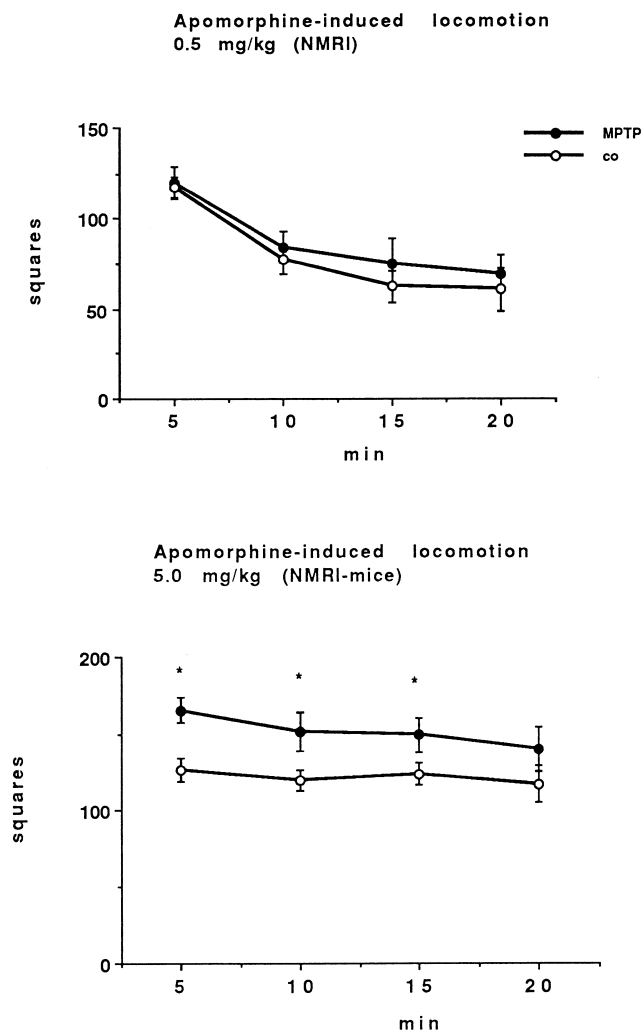 Apomorphine-induced locomotion
0.5 mg/kg (NMRI)
150
100
50
0
squares
5 10 15 20
min
MPTP
co
Apomorphine-induced locomotion
5.0 mg/kg (NMRI-mice)
200
100
0
squares
* * *
5 10 15 20
min